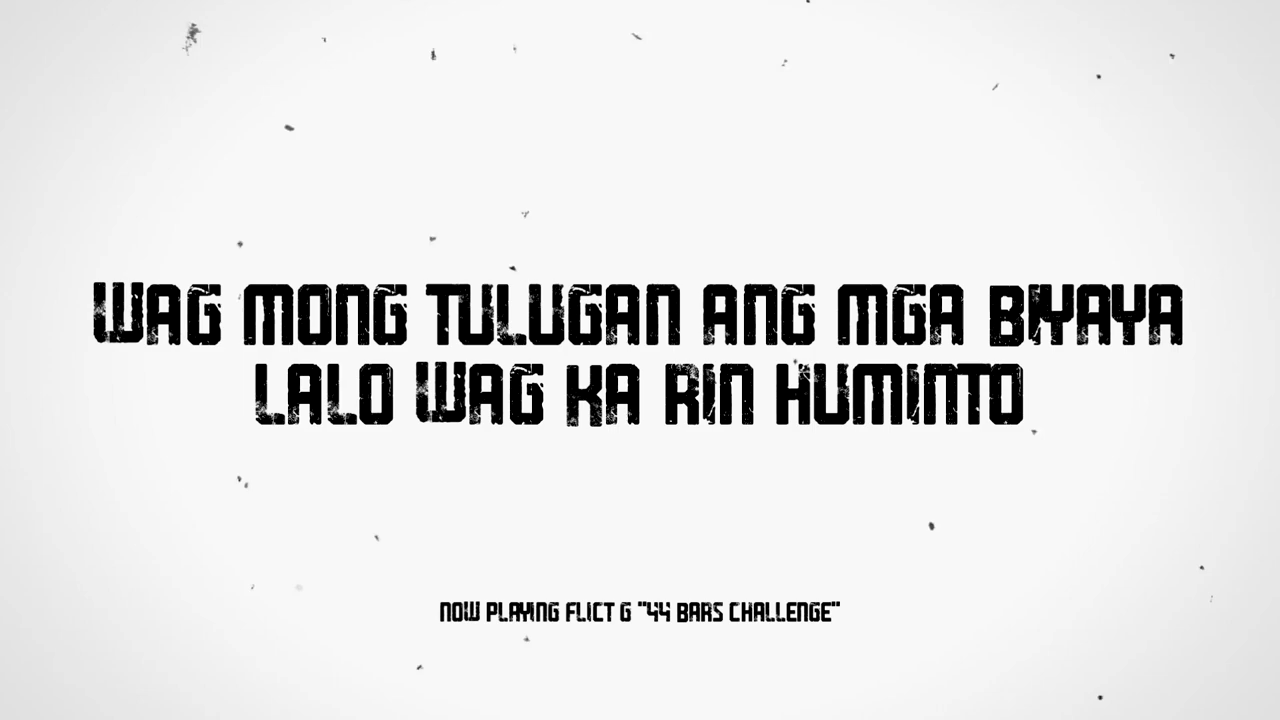 WAG MONG TULUGAN ANG MGA BIYAYA
LALO WAG KA RIN HUMINTO
NOW PLAYING FLICT G "44 BARS CHALLENGE"